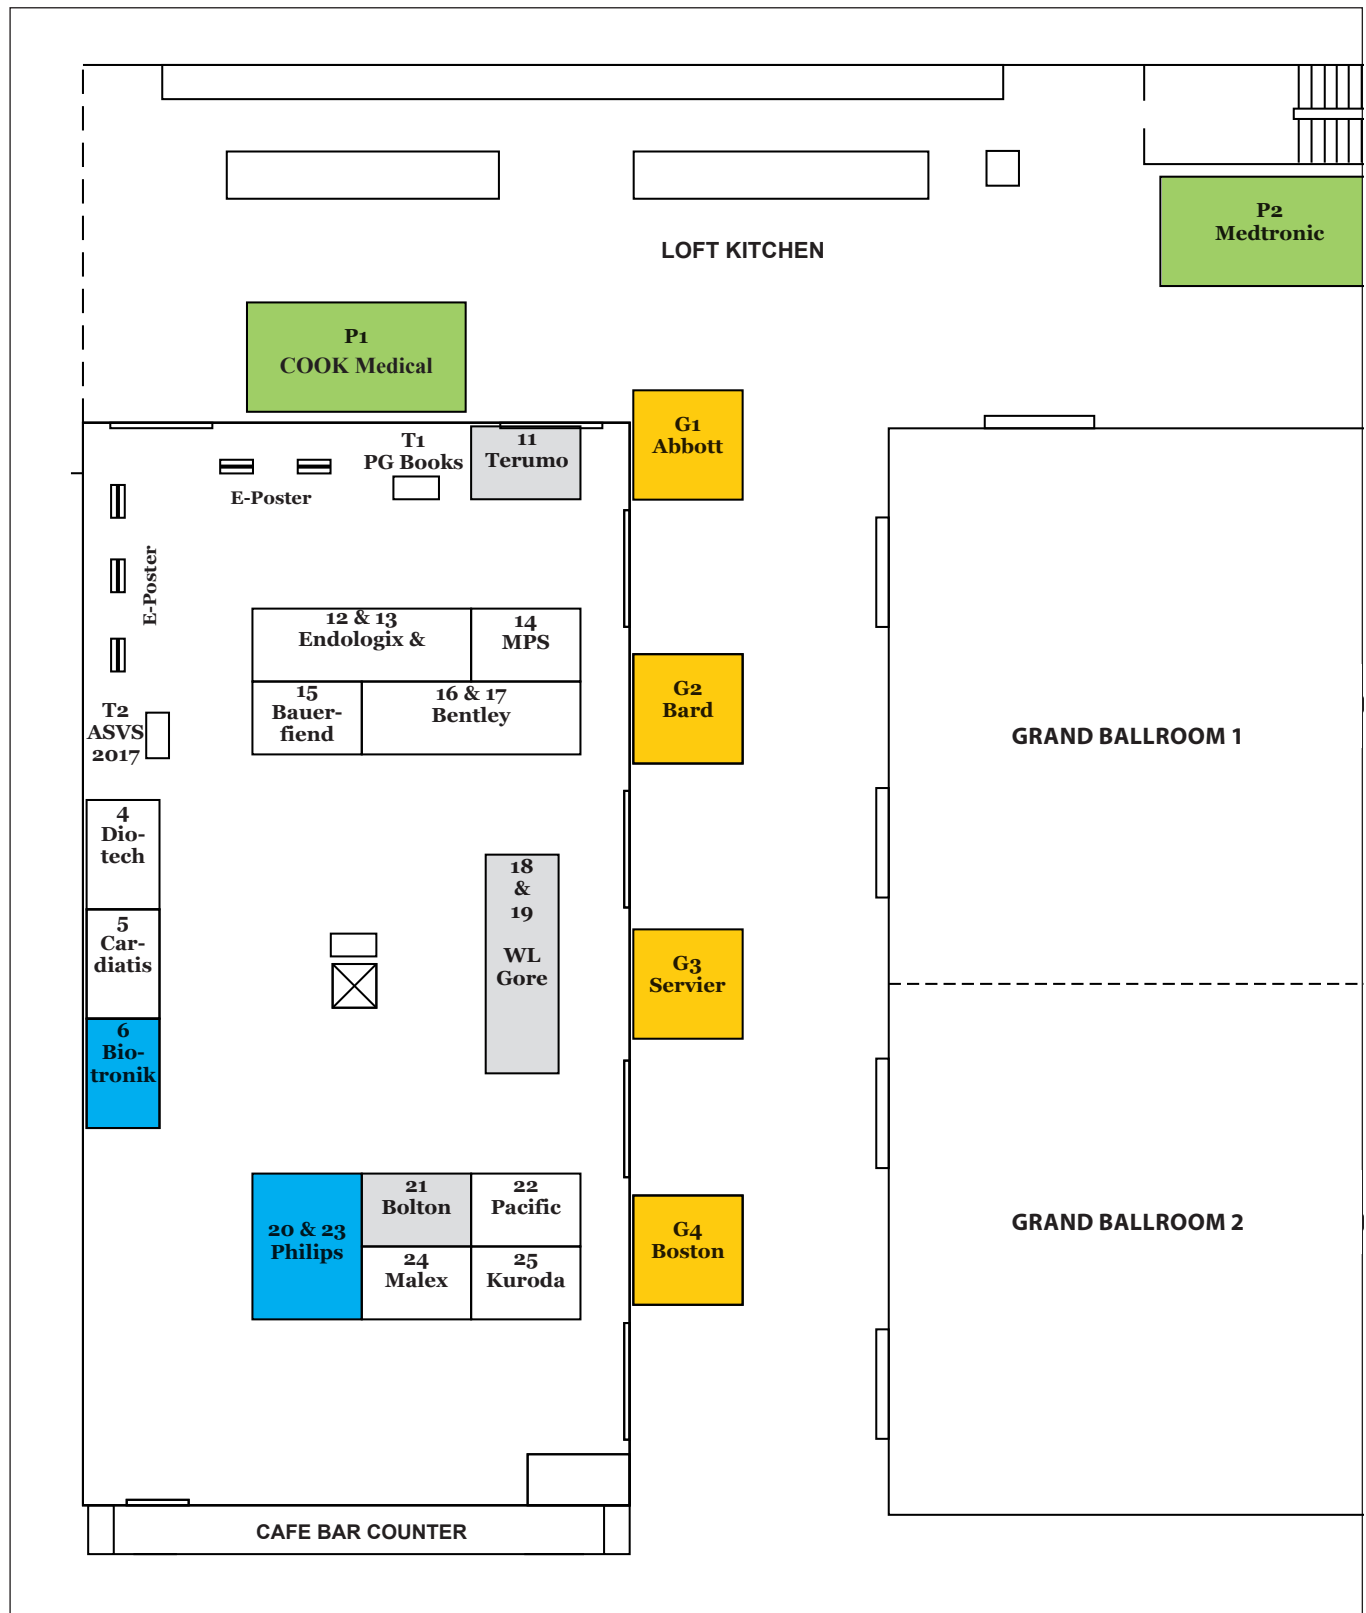 P2
Medtronic
LOFT KITCHEN
P1
COOK Medical
G1
Abbott
T1
PG Books
11
Terumo
E-Poster
E-Poster
12 & 13
Endologix &
14
MPS
15
Bauer-
fiend
16 & 17
Bentley
G2
Bard
T2
ASVS
2017
GRAND BALLROOM 1
4
Dio-
tech
18
&
19
WL
Gore
5
Car-
diatis
G3
Servier
6
Bio-
tronik
20 & 23
Philips
21
Bolton
22
Pacific
G4
Boston
GRAND BALLROOM 2
24
Malex
25
Kuroda
CAFE BAR COUNTER